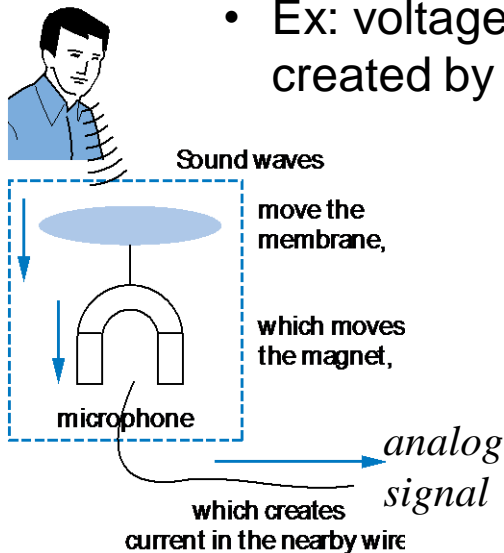 • Ex: voltage
created by
Sound waves
move the
membrane,
which moves
the magnet,
microphone
analog
signal
which creates
current in the nearby wire